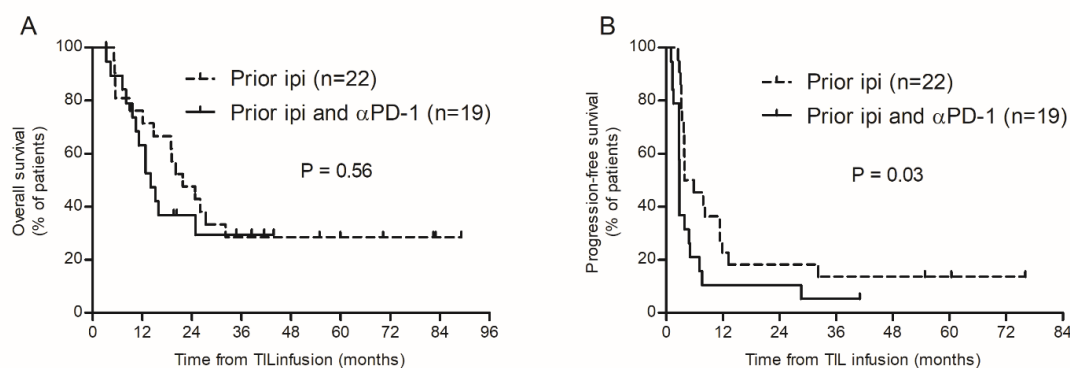 A
Overall survival
(% of patients)
100
80
60
40
20
0
Prior ipi (n=22)
Prior ipi and αPD-1 (n=19)
P = 0.56
0 12 24 36 48 60 72 84 96
Time from TILinfusion (months)
B
Progression-free survival
(% of patients)
100
80
60
40
20
0
Prior ipi (n=22)
Prior ipi and αPD-1 (n=19)
P = 0.03
0 12 24 36 48 60 72 84
Time from TIL infusion (months)